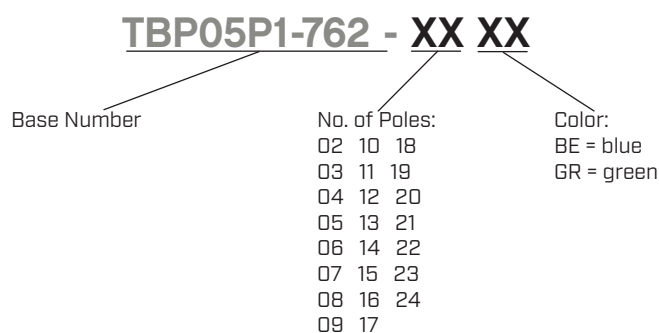 TBP05P1-762 - XX XX
Base Number
No. of Poles:
02 10 18
03 11 19
04 12 20
05 13 21
06 14 22
07 15 23
08 16 24
09 17
Color:
BE = blue
GR = green